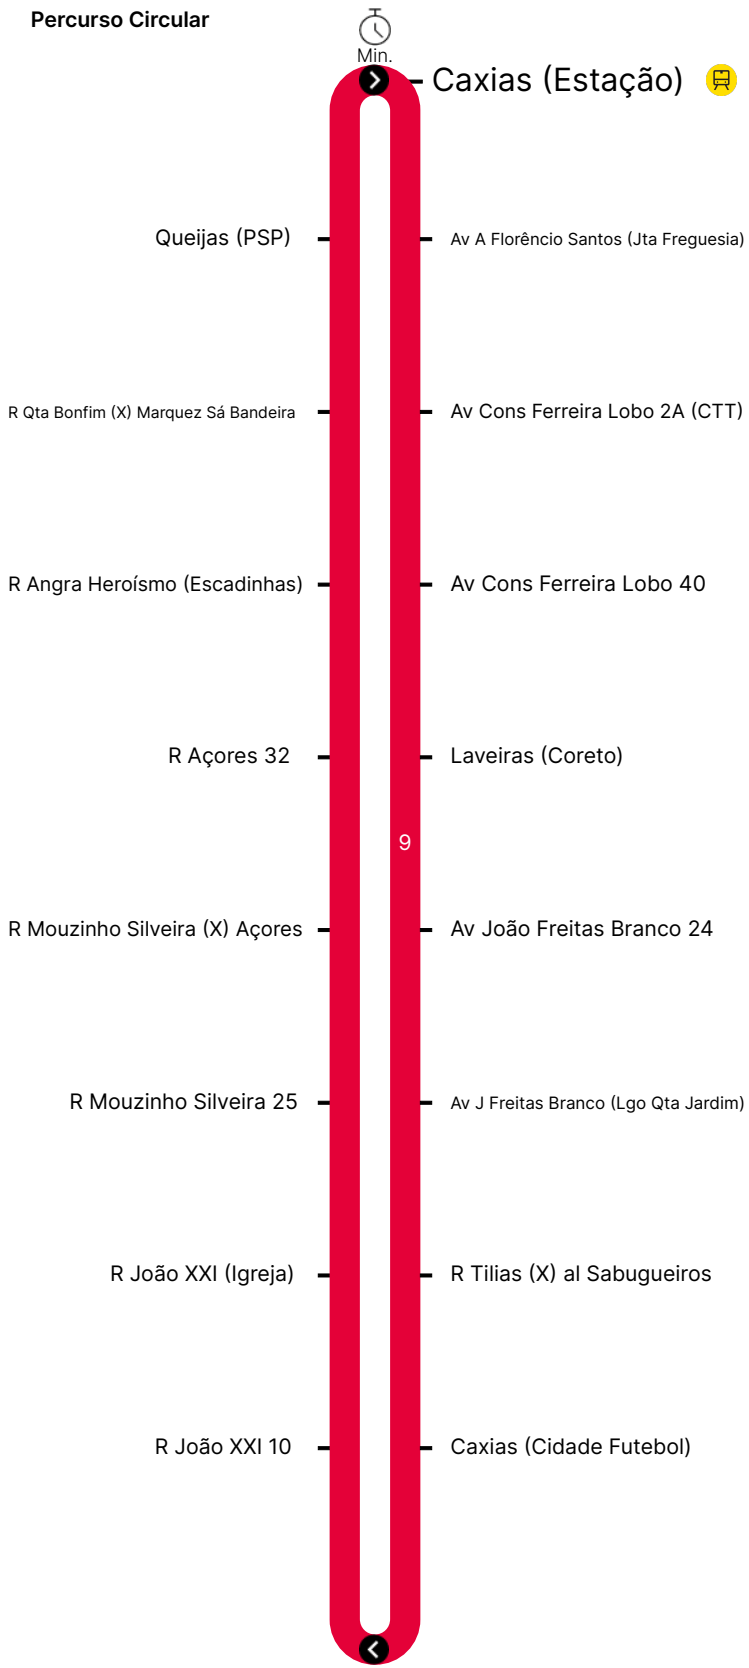 Percurso Circular
Min.
Caxias (Estação)
Queijas (PSP)
Av A Florêncio Santos (Jta Freguesia)
R Qta Bonfim (X) Marquez Sá Bandeira
Av Cons Ferreira Lobo 2A (CTT)
R Angra Heroísmo (Escadinhas)
Av Cons Ferreira Lobo 40
R Açores 32
Laveiras (Coreto)
9
R Mouzinho Silveira (X) Açores
Av João Freitas Branco 24
R Mouzinho Silveira 25
Av J Freitas Branco (Lgo Qta Jardim)
R João XXI (Igreja)
R Tilias (X) al Sabugueiros
R João XXI 10
Caxias (Cidade Futebol)